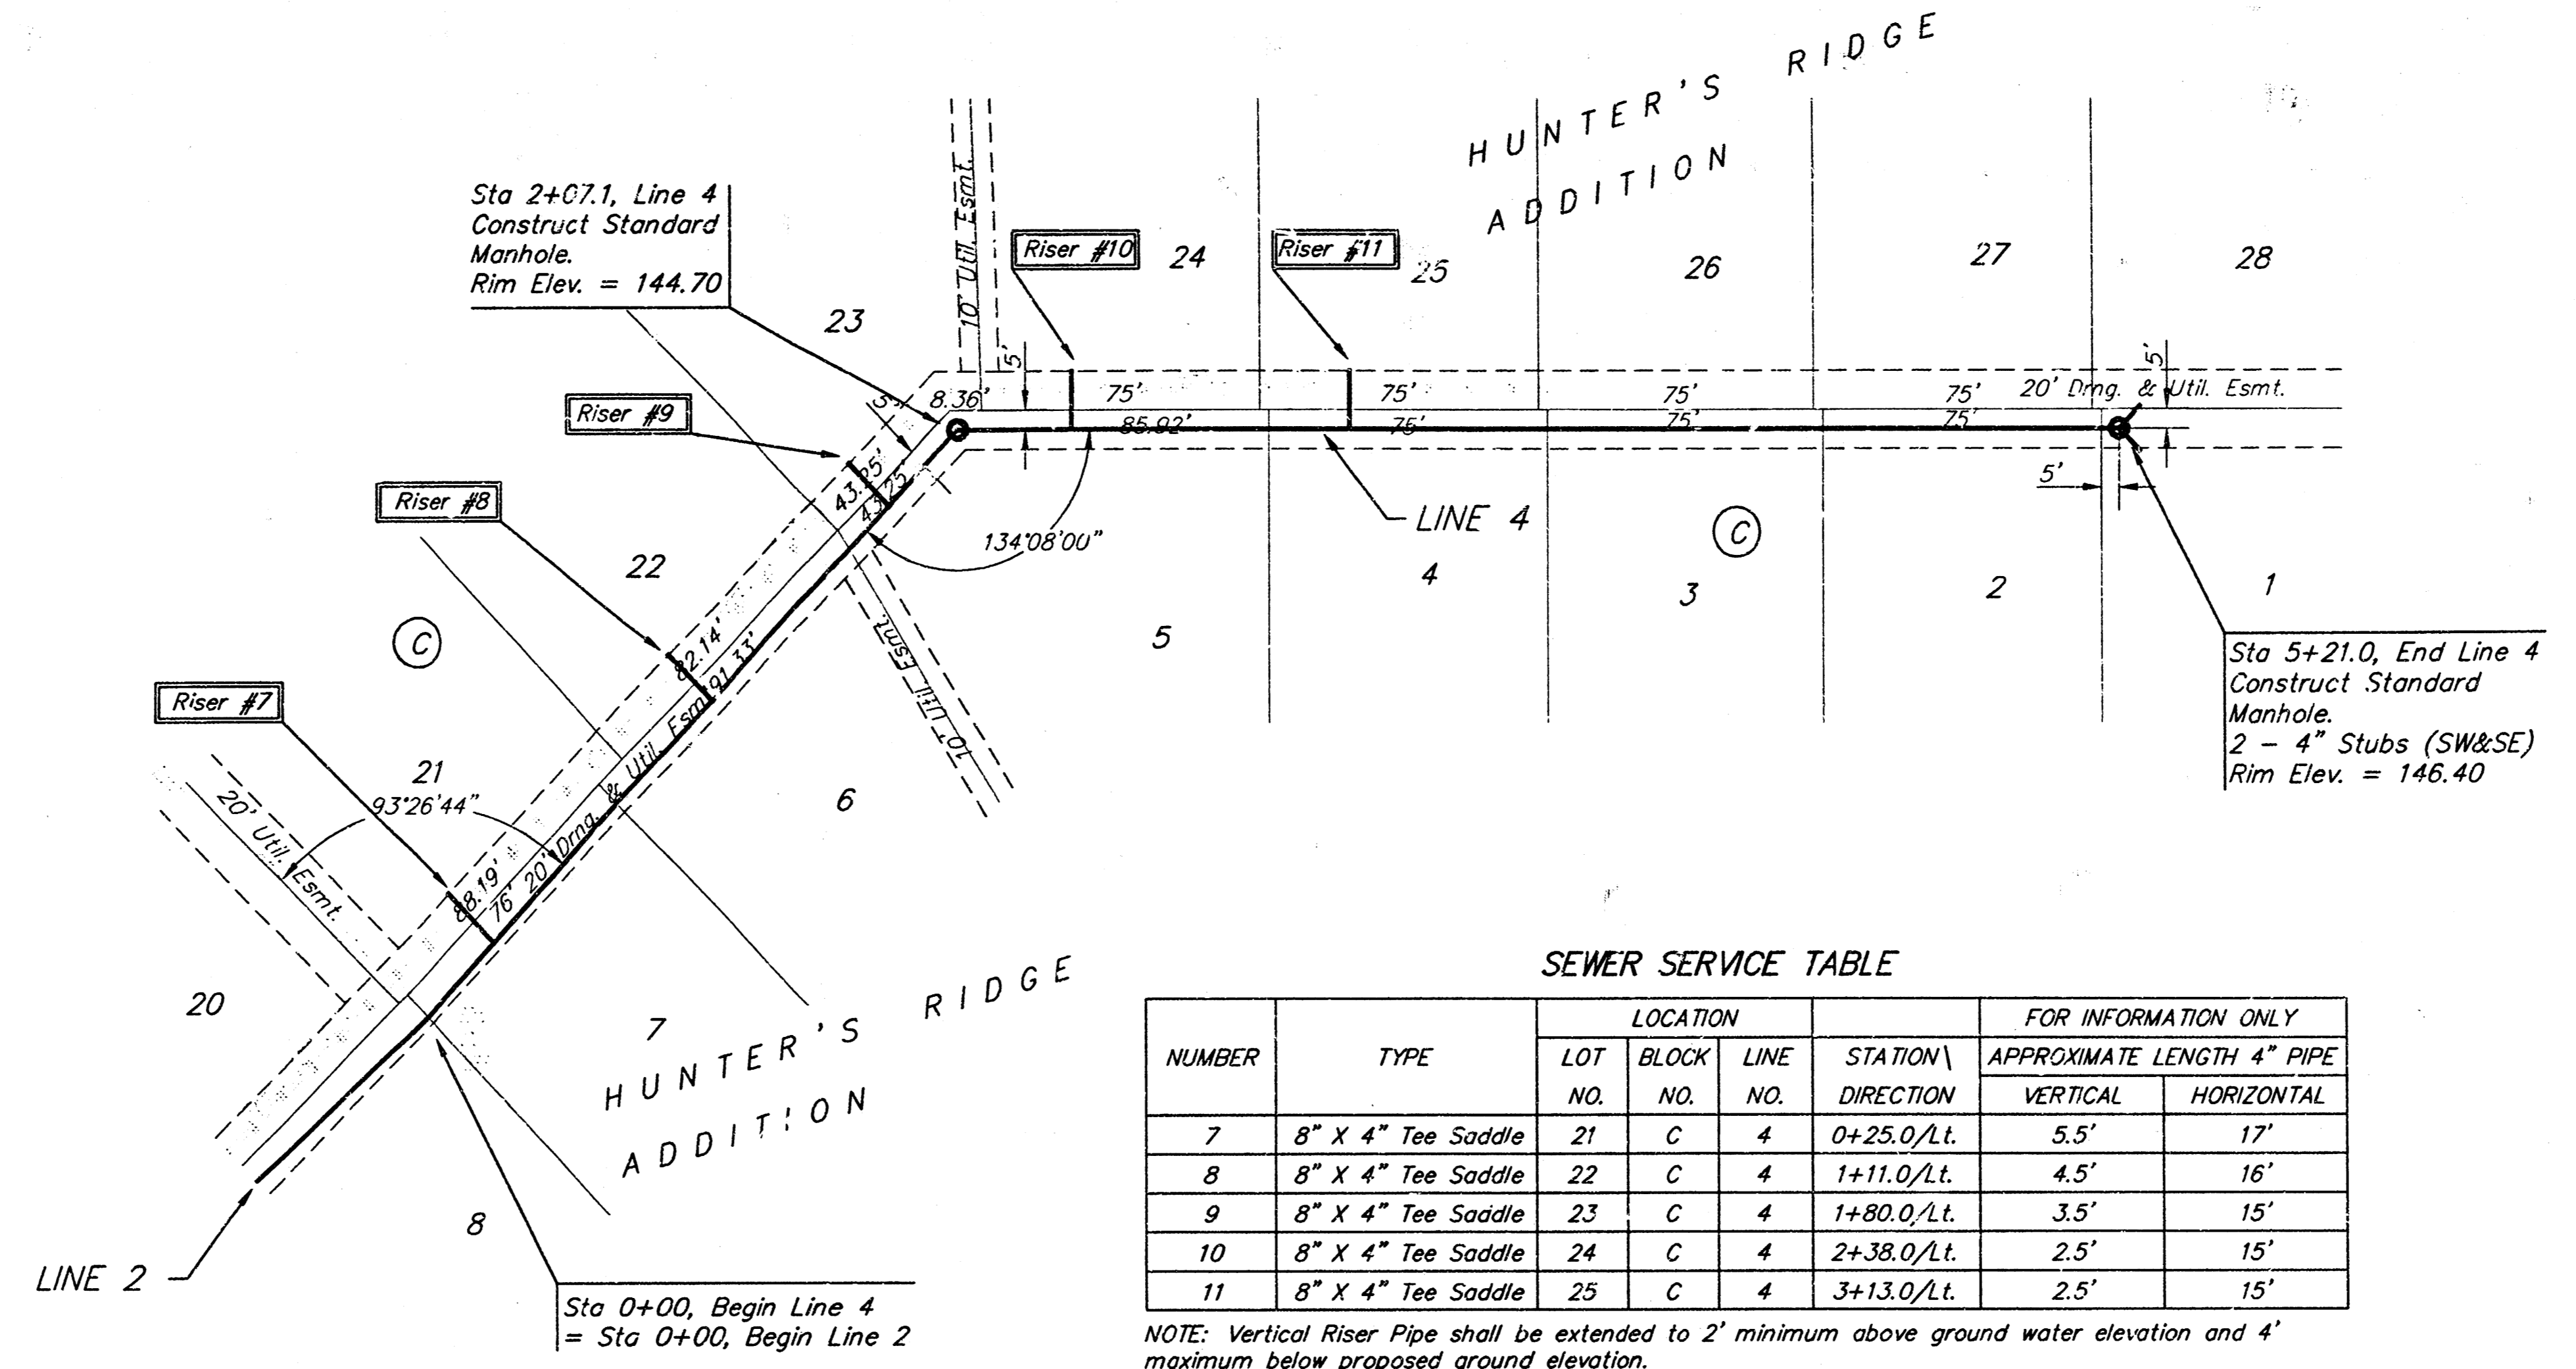 HUNTER'S RIDGE
ADDITION
Sta 2+07.1, Line 4
Construct Standard
Manhole.
Rim Elev. = 144.70
10' Util. Esmt.
Riser #10
24
Riser #11
25
26
27
28
23
5'
5'
8.36'
75'
75'
75'
75'
20' Drng. & Util. Esmt.
5'
Riser #9
85.92'
75'
75'
75'
43.25'
43.25'
5'
Riser #8
LINE 4
134°08'00"
C
22
4
3
2
1
5
C
82.14'
91.33'
10' Util. Esmt.
Sta 5+21.0, End Line 4
Construct Standard
Manhole.
2 - 4" Stubs (SW&SE)
Rim Elev. = 146.40
Riser #7
21
93°26'44"
20' Util. Esmt.
6
88.19'
76'
20' Drng. & Util. Esmt.
20
7
HUNTER'S RIDGE
ADDITION
8
LINE 2
Sta 0+00, Begin Line 4
= Sta 0+00, Begin Line 2
SEWER SERVICE TABLE
LOCATION FOR INFORMATION ONLY
NUMBER TYPE LOT BLOCK LINE STATION\ APPROXIMATE LENGTH 4" PIPE
NO. NO. NO. DIRECTION VERTICAL HORIZONTAL
7 8" X 4" Tee Saddle 21 C 4 0+25.0/Lt. 5.5' 17'
8 8" X 4" Tee Saddle 22 C 4 1+11.0/Lt. 4.5' 16'
9 8" X 4" Tee Saddle 23 C 4 1+80.0/Lt. 3.5' 15'
10 8" X 4" Tee Saddle 24 C 4 2+38.0/Lt. 2.5' 15'
11 8" X 4" Tee Saddle 25 C 4 3+13.0/Lt. 2.5' 15'
NOTE: Vertical Riser Pipe shall be extended to 2' minimum above ground water elevation and 4'
maximum below proposed ground elevation.